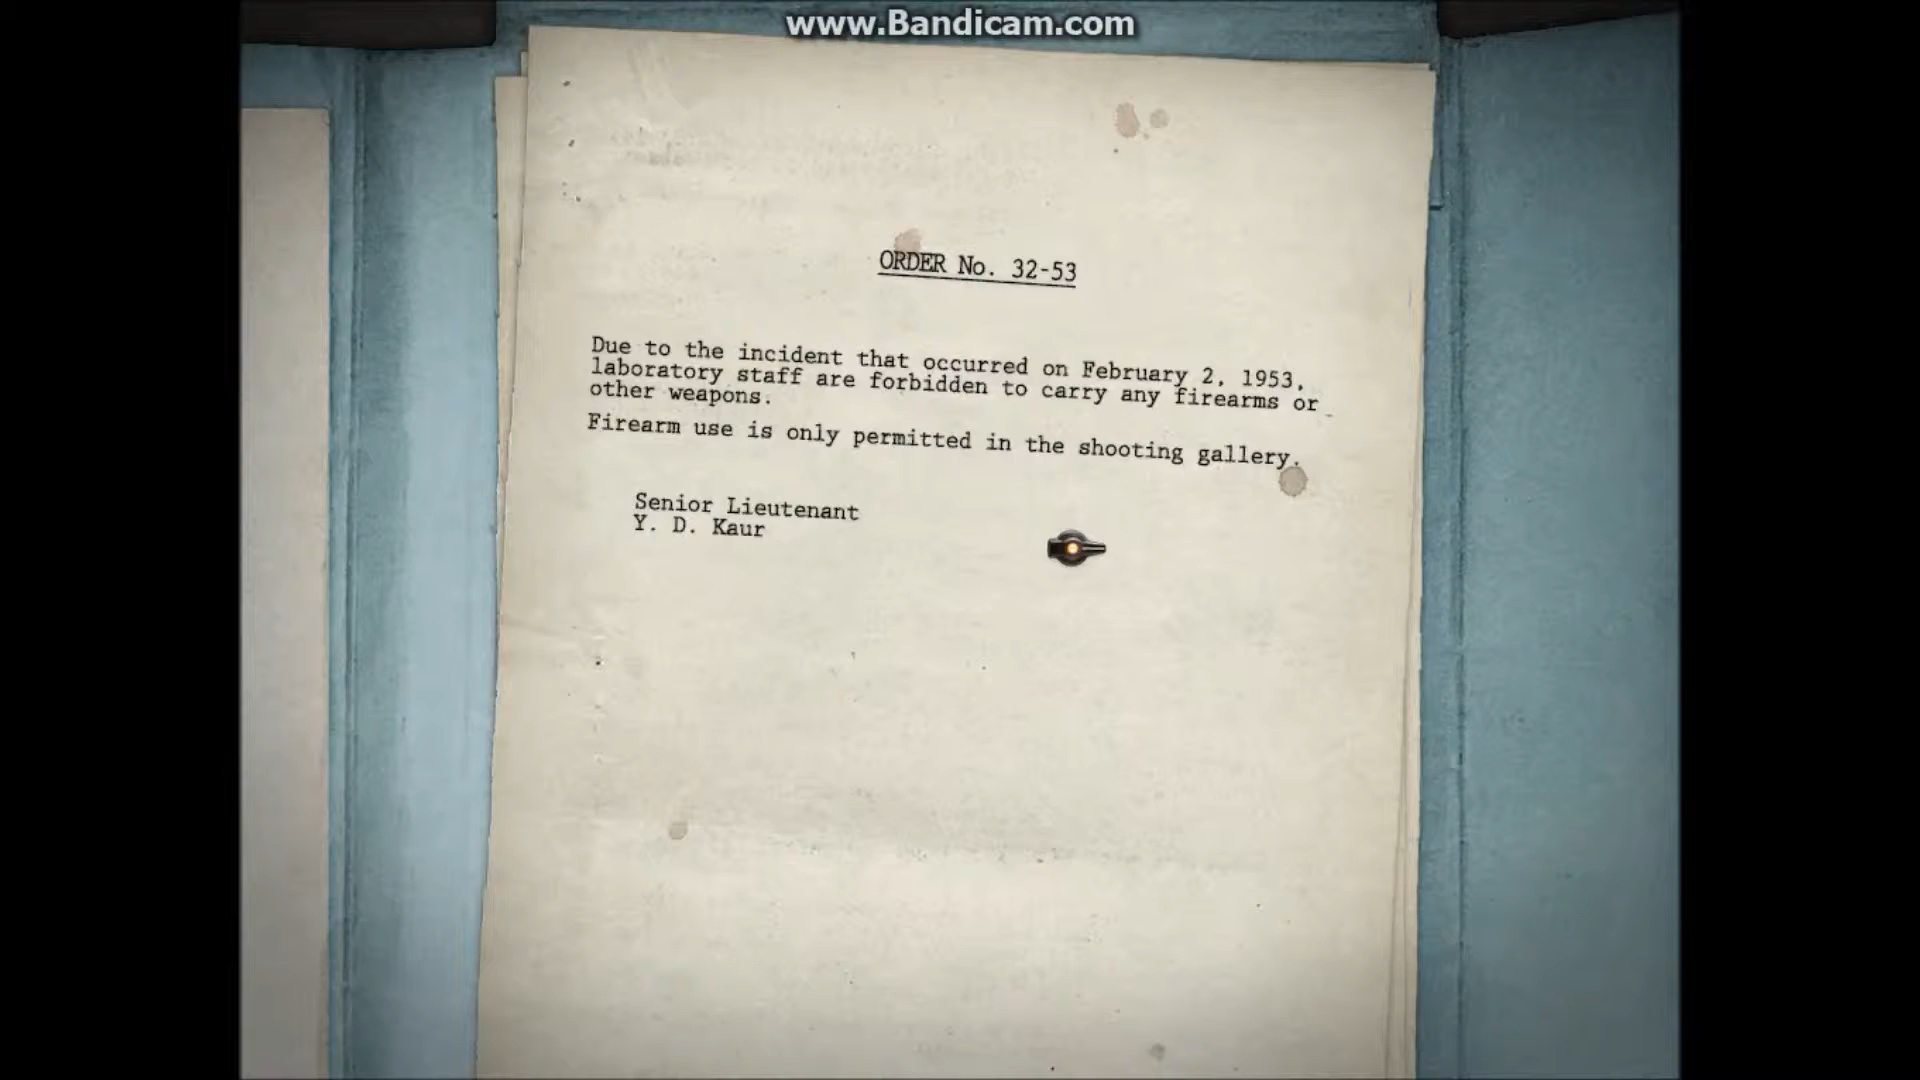 www.Bandicam.com
ORDER No. 32-53
Due to the incident that occurred on February 2, 1953,
laboratory staff are forbidden to carry any firearms or
other weapons.
Firearm use is only permitted in the shooting gallery.
Senior Lieutenant
Y. D. Kaur